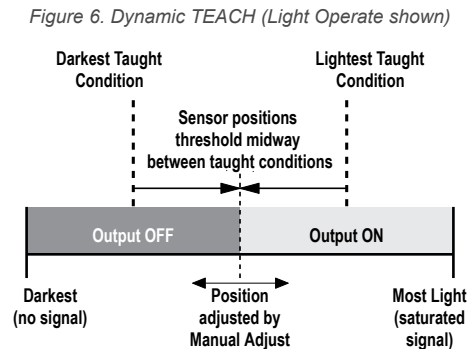 Figure 6. Dynamic TEACH (Light Operate shown)
Darkest Taught
Condition
Lightest Taught
Condition
Sensor positions
threshold midway
between taught conditions
Output OFF
Output ON
Darkest
(no signal)
Position
adjusted by
Manual Adjust
Most Light
(saturated
signal)